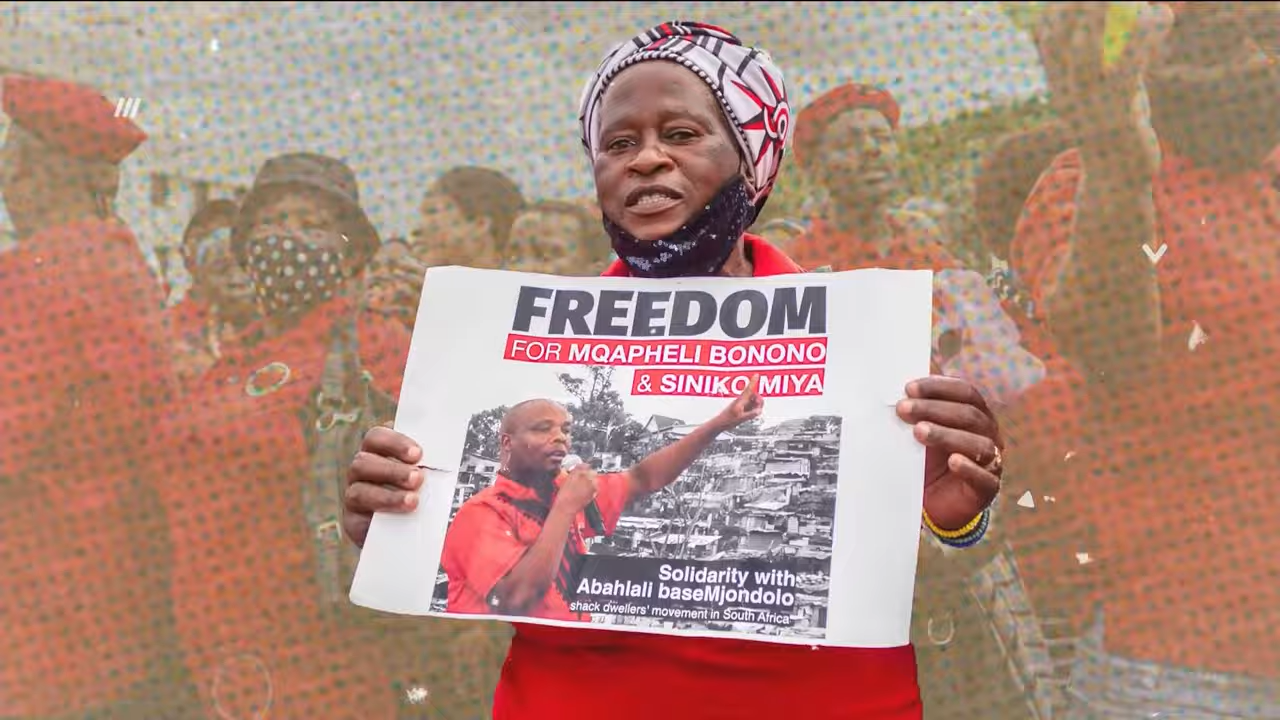 FREEDOM
FOR MQAPHELI BONONO
& SINIKO MIYA
Solidarity with
Abahlali baseMjondolo
shack dwellers' movement in South Africa